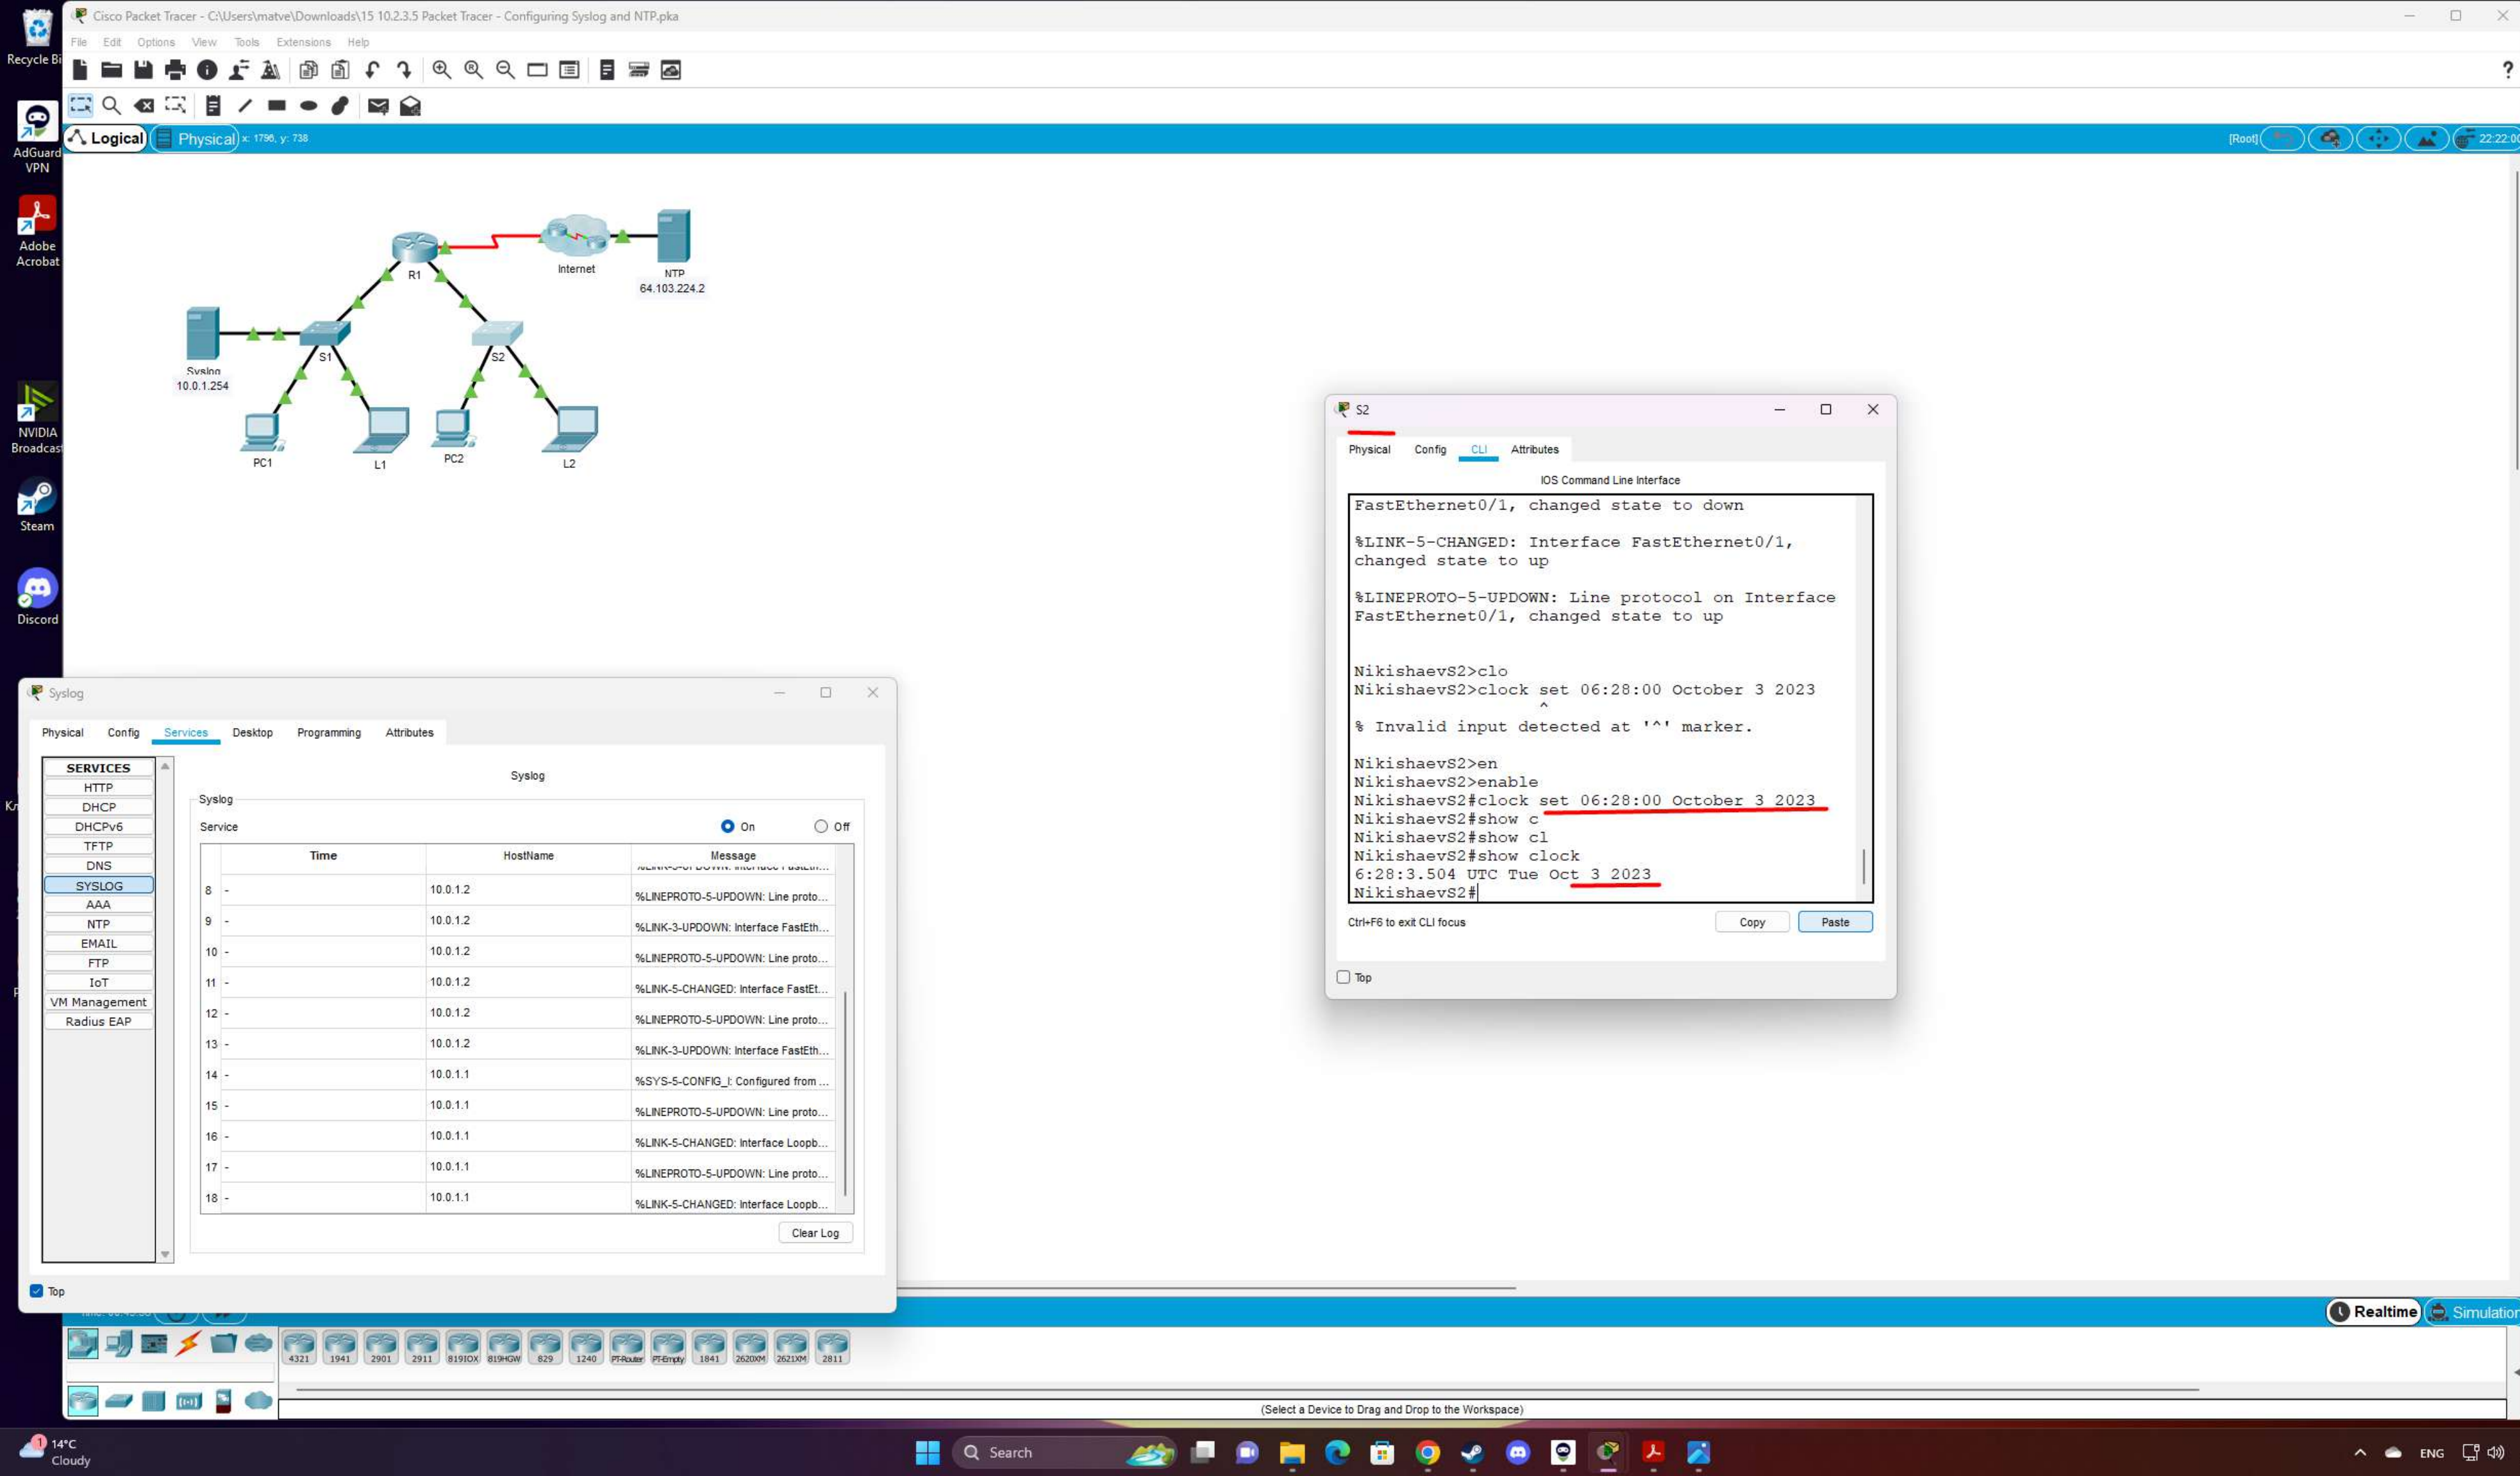 Recycle Bi
Cisco Packet Tracer - C:\Users\matve\Downloads\15 10.2.3.5 Packet Tracer - Configuring Syslog and NTP.pka
File Edit Options View Tools Extensions Help
Logical Physical x: 1796, y: 738
[Root] 22:22:00
AdGuard
VPN
Adobe
Acrobat
NVIDIA
Broadcast
Steam
Discord
R1
Internet
NTP
64.103.224.2
S1
S2
Syslog
10.0.1.254
PC1
L1
PC2
L2
S2
Physical Config CLI Attributes
IOS Command Line Interface
FastEthernet0/1, changed state to down
%LINK-5-CHANGED: Interface FastEthernet0/1,
changed state to up
%LINEPROTO-5-UPDOWN: Line protocol on Interface
FastEthernet0/1, changed state to up
NikishaevS2>clo
NikishaevS2>clock set 06:28:00 October 3 2023
^
% Invalid input detected at '^' marker.
NikishaevS2>en
NikishaevS2>enable
NikishaevS2#clock set 06:28:00 October 3 2023
NikishaevS2#show c
NikishaevS2#show cl
NikishaevS2#show clock
6:28:3.504 UTC Tue Oct 3 2023
NikishaevS2#
Ctrl+F6 to exit CLI focus
Copy Paste
Top
Syslog
Physical Config Services Desktop Programming Attributes
SERVICES
HTTP
DHCP
DHCPv6
TFTP
DNS
SYSLOG
AAA
NTP
EMAIL
FTP
IoT
VM Management
Radius EAP
Syslog
Syslog
Service On Off
Time HostName Message
8 - 10.0.1.2 %LINEPROTO-5-UPDOWN: Line proto...
9 - 10.0.1.2 %LINK-3-UPDOWN: Interface FastEth...
10 - 10.0.1.2 %LINEPROTO-5-UPDOWN: Line proto...
11 - 10.0.1.2 %LINK-5-CHANGED: Interface FastEt...
12 - 10.0.1.2 %LINEPROTO-5-UPDOWN: Line proto...
13 - 10.0.1.2 %LINK-3-UPDOWN: Interface FastEth...
14 - 10.0.1.1 %SYS-5-CONFIG_I: Configured from ...
15 - 10.0.1.1 %LINEPROTO-5-UPDOWN: Line proto...
16 - 10.0.1.1 %LINK-5-CHANGED: Interface Loopb...
17 - 10.0.1.1 %LINEPROTO-5-UPDOWN: Line proto...
18 - 10.0.1.1 %LINK-5-CHANGED: Interface Loopb...
Clear Log
Top
Realtime Simulation
4321 1941 2901 2911 819IOX 819HGW 829 1240 PT-Router PT-Empty 1841 2620XM 2621XM 2811
(Select a Device to Drag and Drop to the Workspace)
1
14°C
Cloudy
Search
ENG